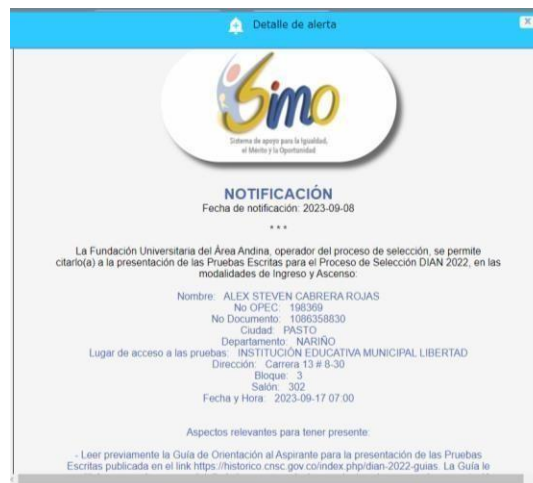 Detalle de alerta
x
Simo
Sistema de apoyo para la Igualdad,
el Mérito y la Oportunidad
NOTIFICACIÓN
Fecha de notificación: 2023-09-08
* * *
La Fundación Universitaria del Área Andina, operador del proceso de selección, se permite
citarlo(a) a la presentación de las Pruebas Escritas para el Proceso de Selección DIAN 2022, en las
modalidades de Ingreso y Ascenso:
Nombre: ALEX STEVEN CABRERA ROJAS
No OPEC: 198369
No Documento: 1086358830
Ciudad: PASTO
Departamento: NARIÑO
Lugar de acceso a las pruebas: INSTITUCIÓN EDUCATIVA MUNICIPAL LIBERTAD
Dirección: Carrera 13 # 8-30
Bloque: 3
Salón: 302
Fecha y Hora: 2023-09-17 07:00
Aspectos relevantes para tener presente:
- Leer previamente la Guía de Orientación al Aspirante para la presentación de las Pruebas
Escritas publicada en el link https://historico.cnsc.gov.co/index.php/dian-2022-guias. La Guía le